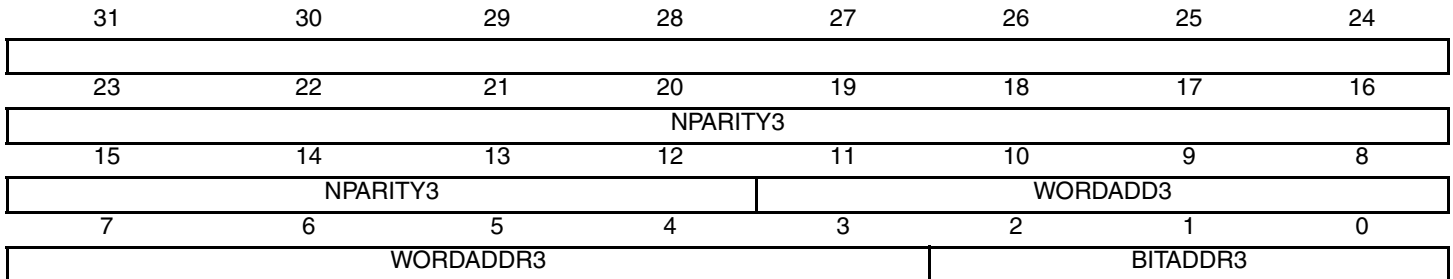 31 30 29 28 27 26 25 24
23 22 21 20 19 18 17 16
NPARITY3
15 14 13 12 11 10 9 8
NPARITY3 WORDADD3
7 6 5 4 3 2 1 0
WORDADDR3 BITADDR3